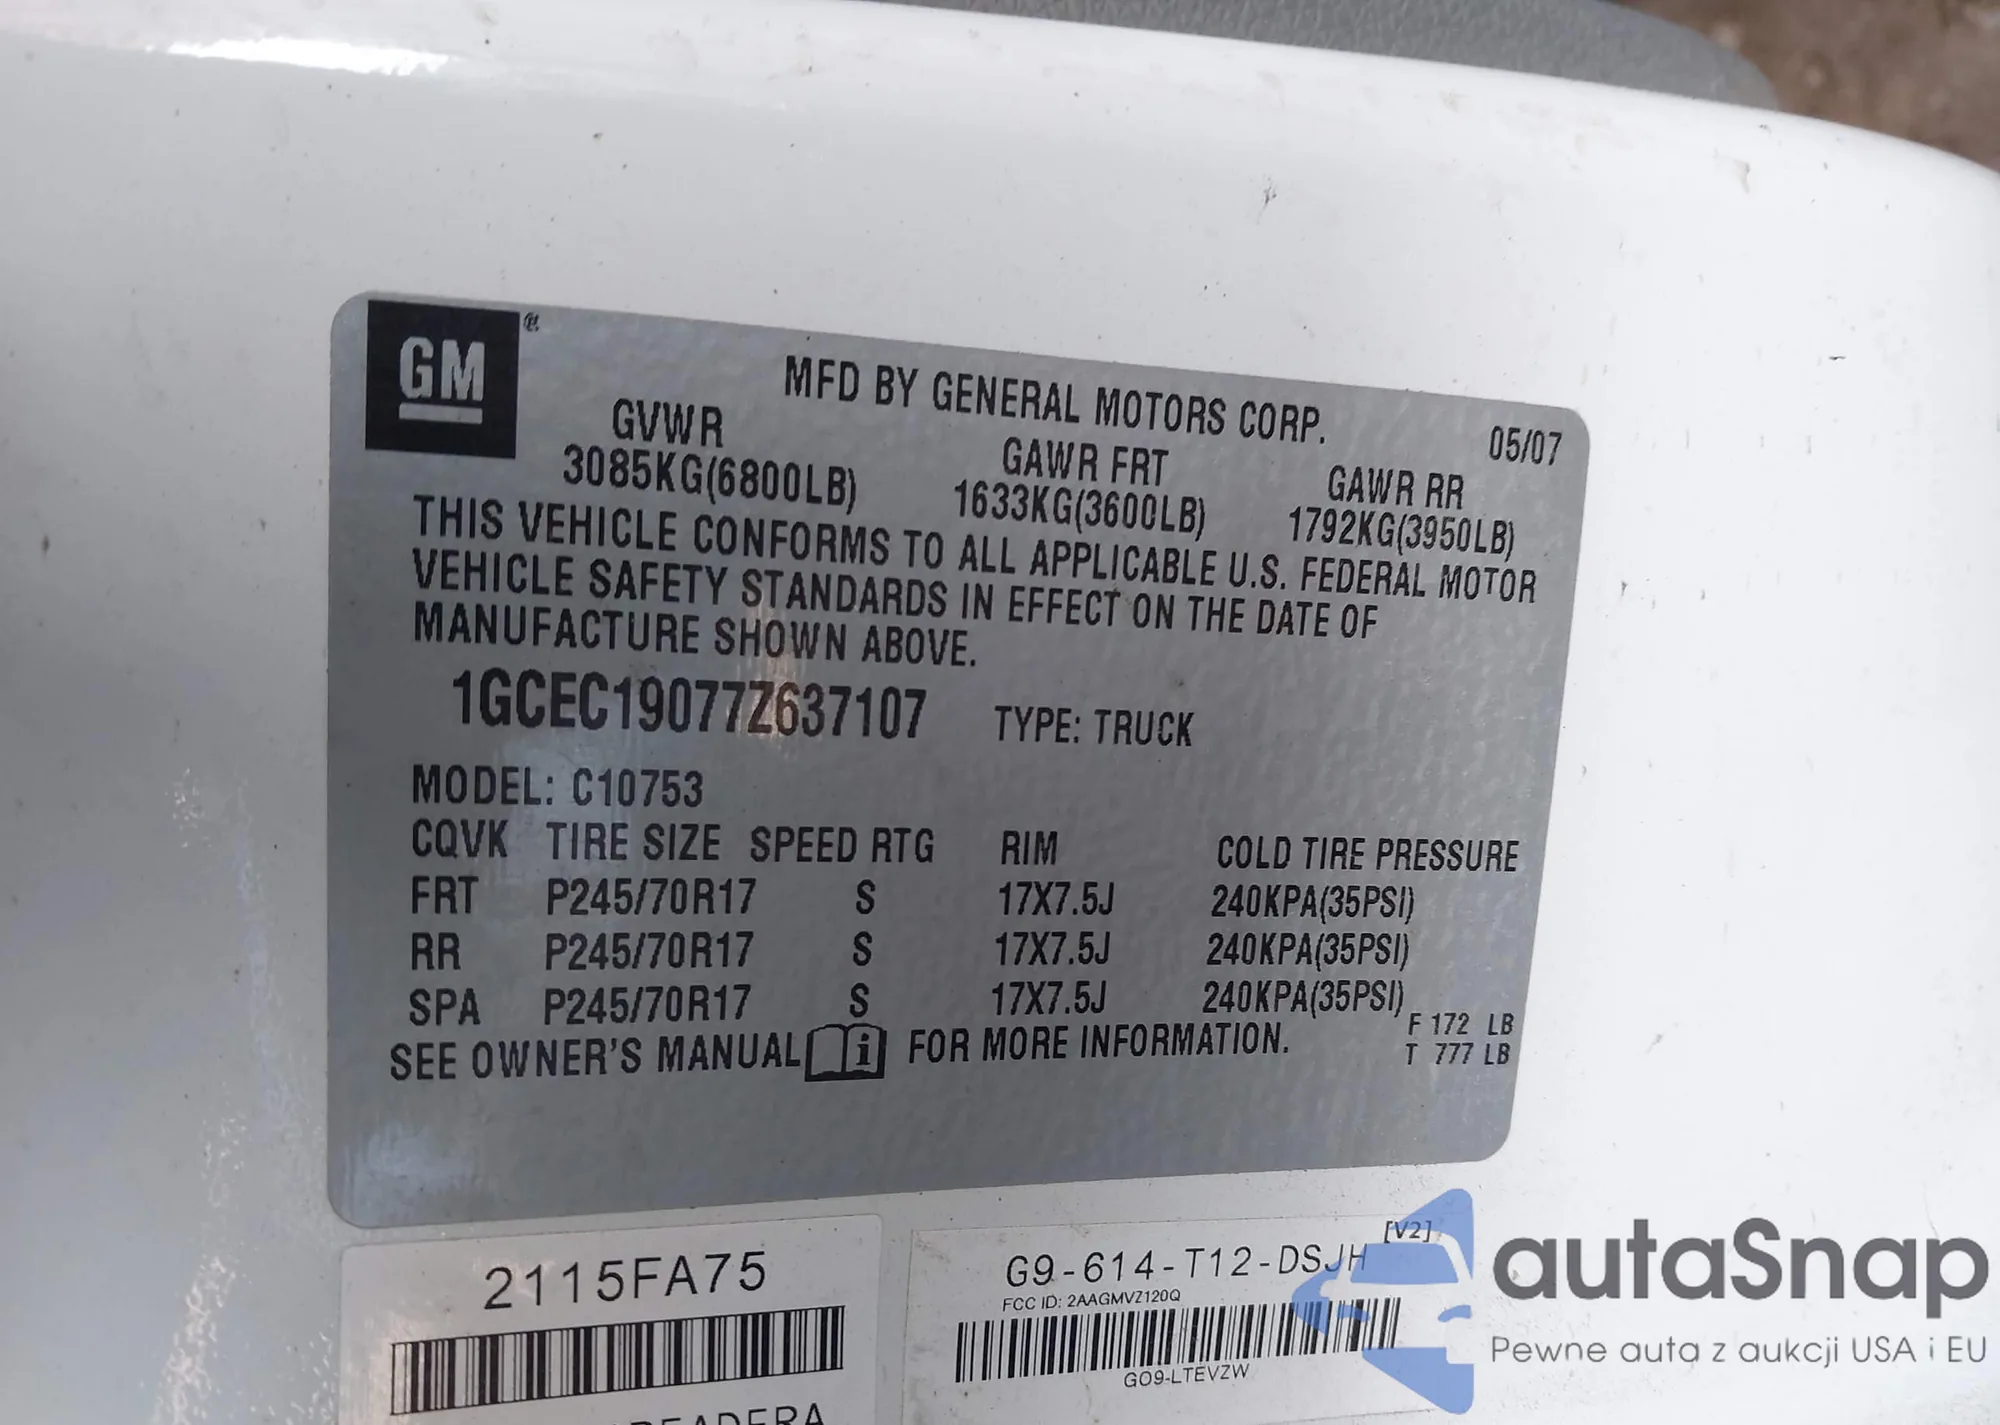 GM®
MFD BY GENERAL MOTORS CORP.
05/07
GVWR GAWR FRT GAWR RR
3085KG(6800LB) 1633KG(3600LB) 1792KG(3950LB)
THIS VEHICLE CONFORMS TO ALL APPLICABLE U.S. FEDERAL MOTOR
VEHICLE SAFETY STANDARDS IN EFFECT ON THE DATE OF
MANUFACTURE SHOWN ABOVE.
1GCEC19077Z637107 TYPE: TRUCK
MODEL: C10753
CQVK TIRE SIZE SPEED RTG RIM COLD TIRE PRESSURE
FRT P245/70R17 S 17X7.5J 240KPA(35PSI)
RR P245/70R17 S 17X7.5J 240KPA(35PSI)
SPA P245/70R17 S 17X7.5J 240KPA(35PSI)
F 172 LB
SEE OWNER'S MANUAL i FOR MORE INFORMATION.
T 777 LB
2115FA75
[V2]
G9-614-T12-DSJH
FCC ID: 2AAGMVZ120Q
GO9-LTEVZW
autaSnap
Pewne auta z aukcji USA i EU